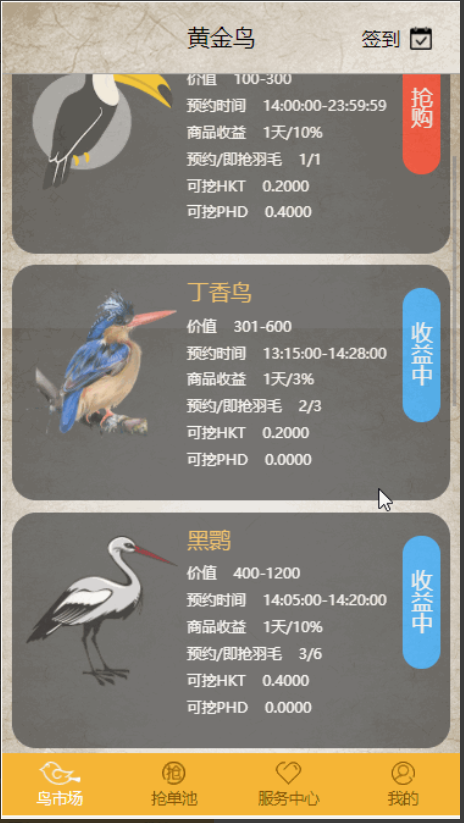 黄金鸟
签到
价值 100-300
预约时间 14:00:00-23:59:59
商品收益 1天/10%
预约/即抢羽毛 1/1
可挖HKT 0.2000
可挖PHD 0.4000
抢购
丁香鸟
价值 301-600
预约时间 13:15:00-14:28:00
商品收益 1天/3%
预约/即抢羽毛 2/3
可挖HKT 0.2000
可挖PHD 0.0000
收益中
黑鹮
价值 400-1200
预约时间 14:05:00-14:20:00
商品收益 1天/10%
预约/即抢羽毛 3/6
可挖HKT 0.4000
可挖PHD 0.0000
收益中
鸟市场
抢
抢单池
服务中心
我的